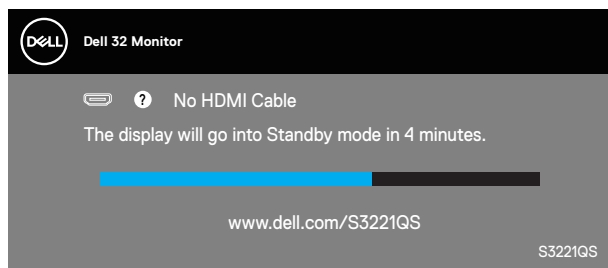 DELL
Dell 32 Monitor
? No HDMI Cable
The display will go into Standby mode in 4 minutes.
www.dell.com/S3221QS
S3221QS